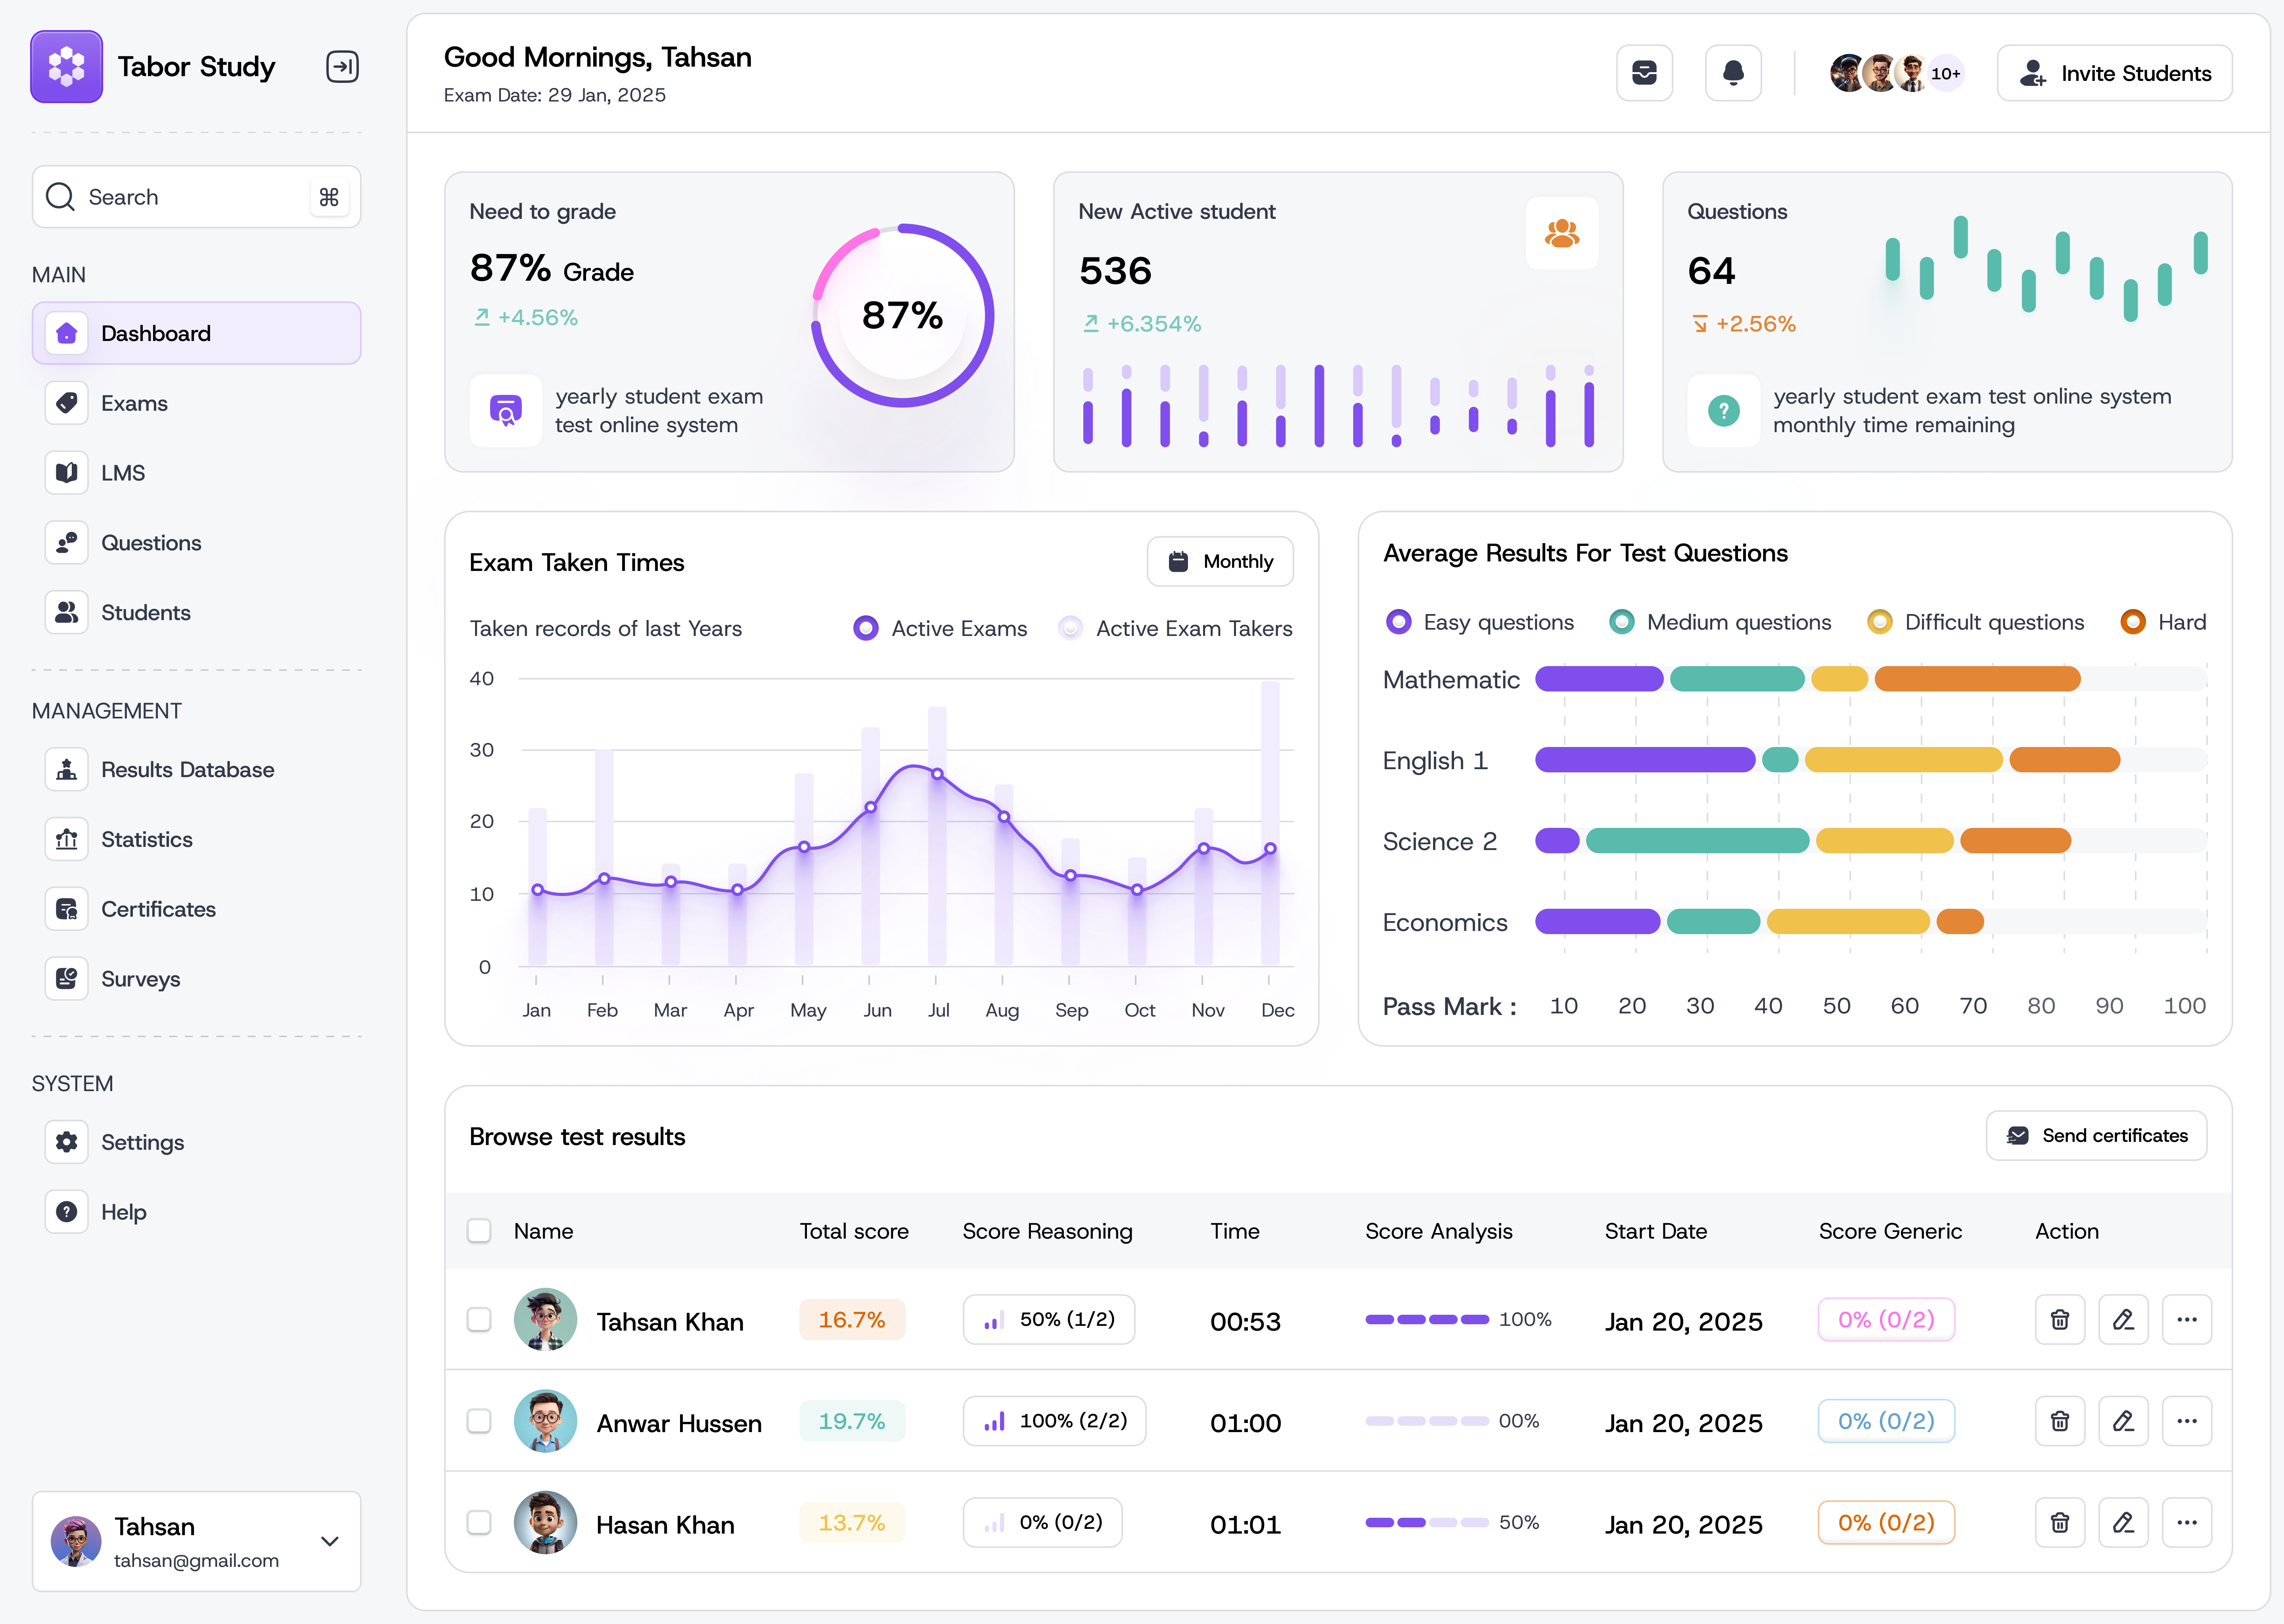 Tabor Study
Search
⌘
MAIN
Dashboard
Exams
LMS
Questions
Students
MANAGEMENT
Results Database
Statistics
Certificates
Surveys
SYSTEM
Settings
? Help
Tahsan
tahsan@gmail.com
Good Mornings, Tahsan
Exam Date: 29 Jan, 2025
10+
Invite Students
Need to grade
87% Grade
+4.56%
87%
yearly student exam
test online system
New Active student
536
+6.354%
Questions
64
+2.56%
?
yearly student exam test online system
monthly time remaining
Exam Taken Times
Monthly
Taken records of last Years
Active Exams
Active Exam Takers
40
30
20
10
0
Jan Feb Mar Apr May Jun Jul Aug Sep Oct Nov Dec
Average Results For Test Questions
Easy questions Medium questions Difficult questions Hard
Mathematic
English 1
Science 2
Economics
Pass Mark : 10 20 30 40 50 60 70 80 90 100
Browse test results
Send certificates
Name Total score Score Reasoning Time Score Analysis Start Date Score Generic Action
Tahsan Khan 16.7% 50% (1/2) 00:53 100% Jan 20, 2025 0% (0/2)
Anwar Hussen 19.7% 100% (2/2) 01:00 00% Jan 20, 2025 0% (0/2)
Hasan Khan 13.7% 0% (0/2) 01:01 50% Jan 20, 2025 0% (0/2)